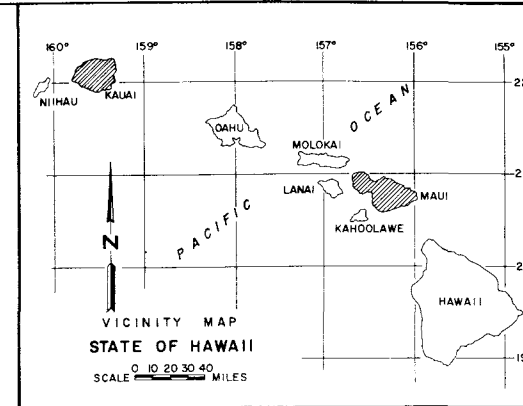 160° 159° 158° 157° 156° 155°
NIIHAU
KAUAI
OAHU
OCEAN
MOLOKAI
LANAI
MAUI
KAHOOLAWE
PACIFIC
N
HAWAII
VICINITY MAP
STATE OF HAWAII
SCALE 0 10 20 30 40 MILES